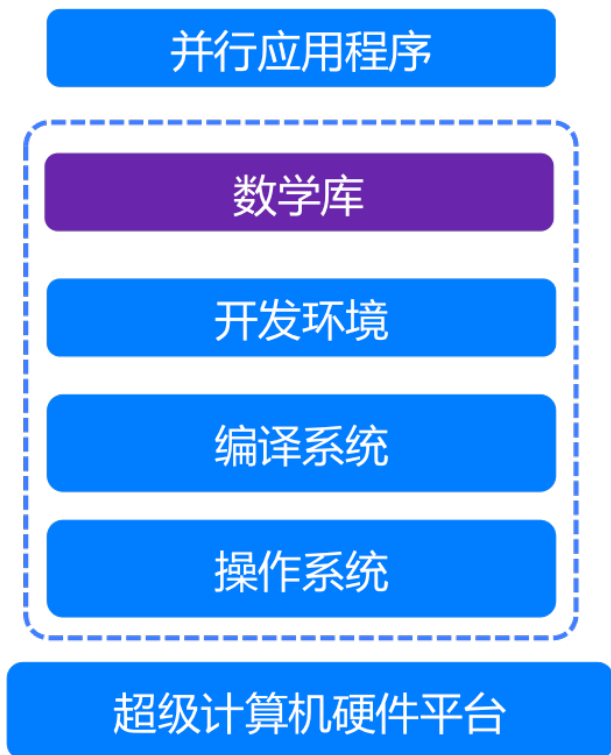 并行应用程序
数学库
开发环境
编译系统
操作系统
超级计算机硬件平台